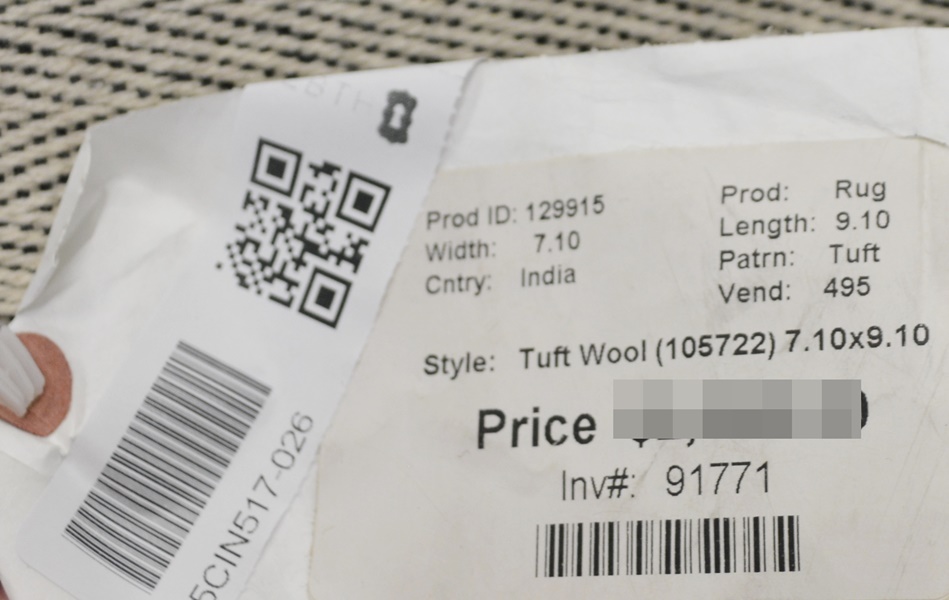 Prod ID: 129915
Width: 7.10
Cntry: India
Prod: Rug
Length: 9.10
Patrn: Tuft
Vend: 495
Style: Tuft Wool (105722) 7.10x9.10
Price
Inv#: 91771
5CIN517-026